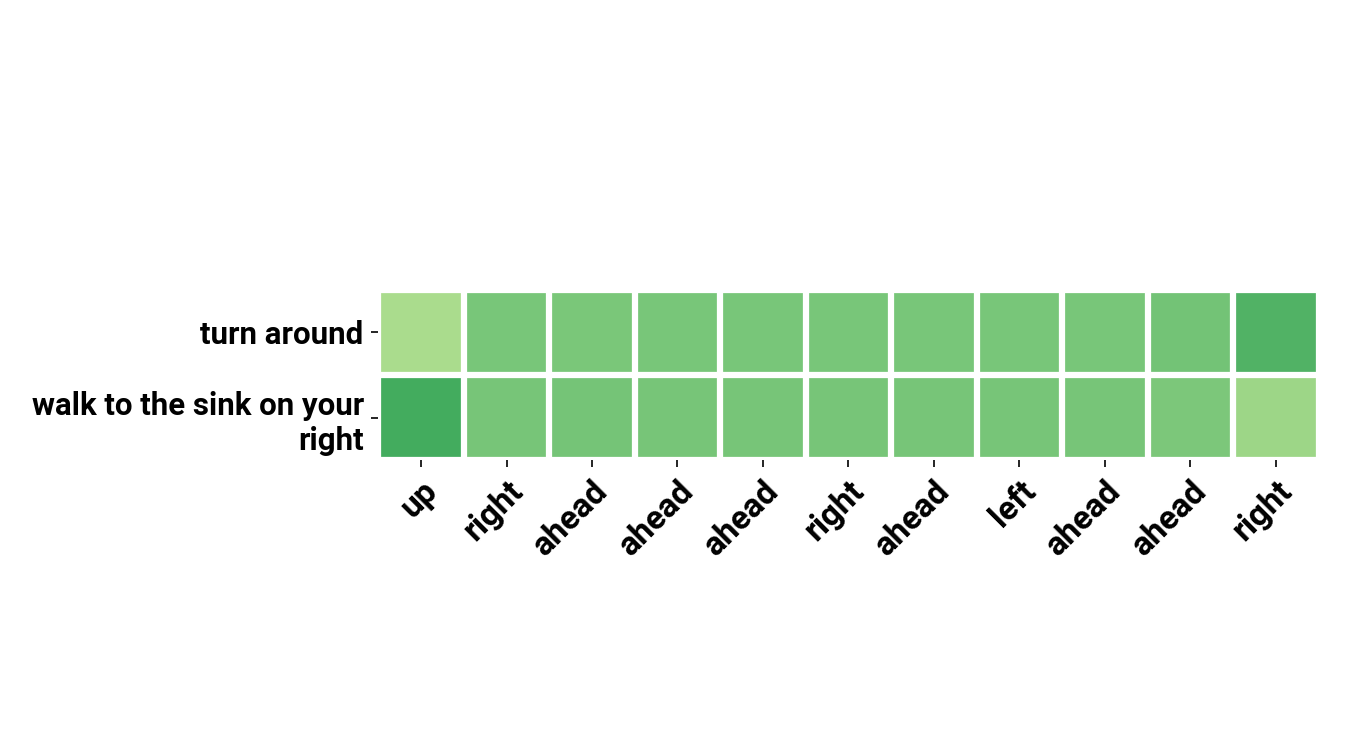 turn around
walk to the sink on your
right
up
right
ahead
ahead
ahead
right
ahead
left
ahead
ahead
right